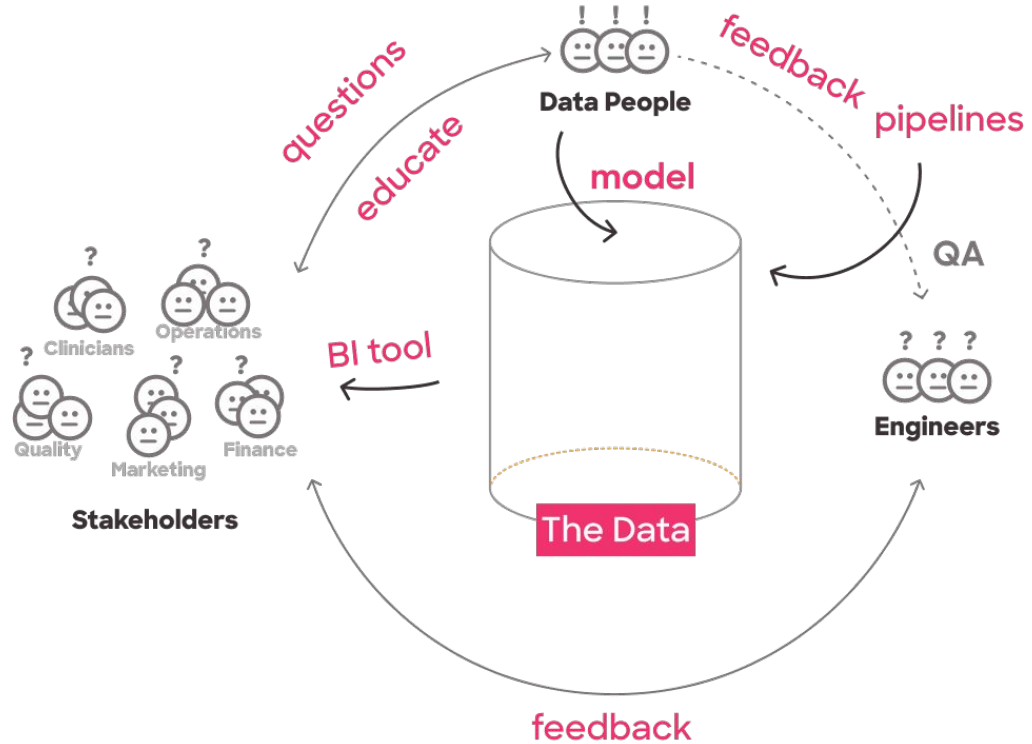 ! ! !
Data People
questions
educate
feedback
pipelines
model
QA
? ?
Clinicians
Operations
BI tool
? ? ?
Quality
Marketing
Finance
Stakeholders
? ? ?
Engineers
The Data
feedback